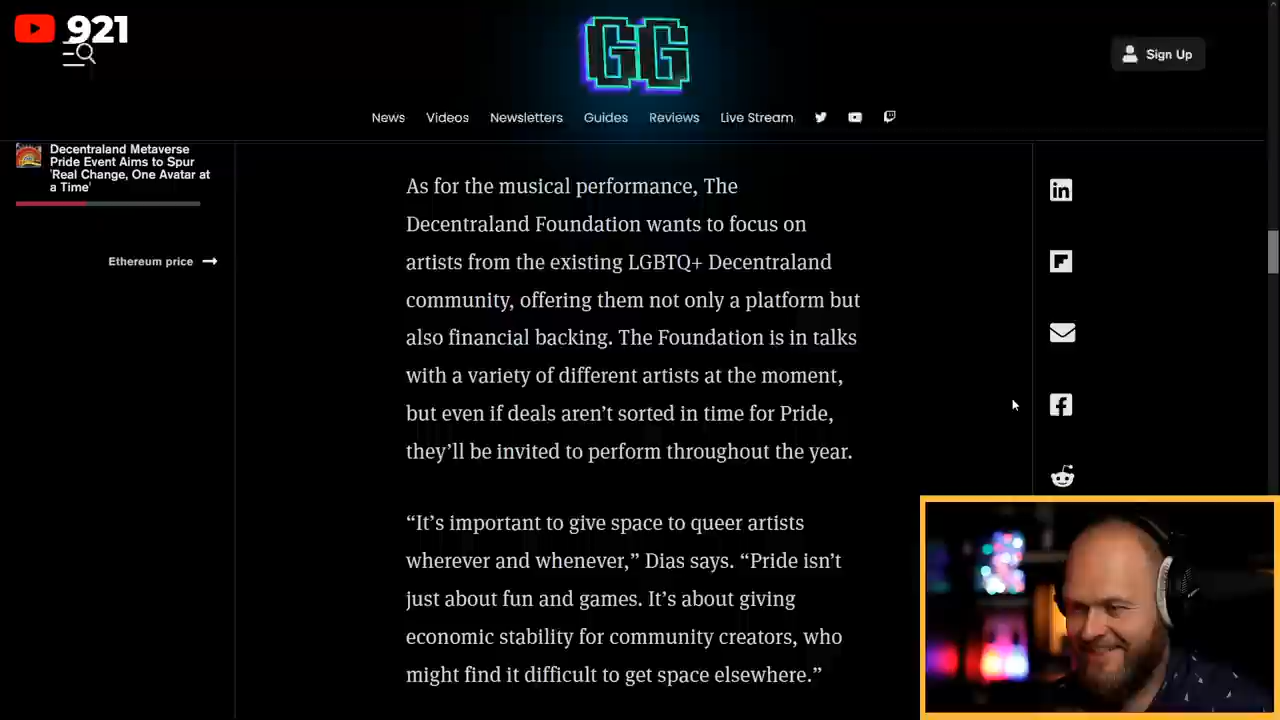 921
GG
Sign Up
News Videos Newsletters Guides Reviews Live Stream
Decentraland Metaverse
Pride Event Aims to Spur
'Real Change, One Avatar at
a Time'
Ethereum price →
As for the musical performance, The
Decentraland Foundation wants to focus on
artists from the existing LGBTQ+ Decentraland
community, offering them not only a platform but
also financial backing. The Foundation is in talks
with a variety of different artists at the moment,
but even if deals aren’t sorted in time for Pride,
they’ll be invited to perform throughout the year.
“It’s important to give space to queer artists
wherever and whenever,” Dias says. “Pride isn’t
just about fun and games. It’s about giving
economic stability for community creators, who
might find it difficult to get space elsewhere.”
in